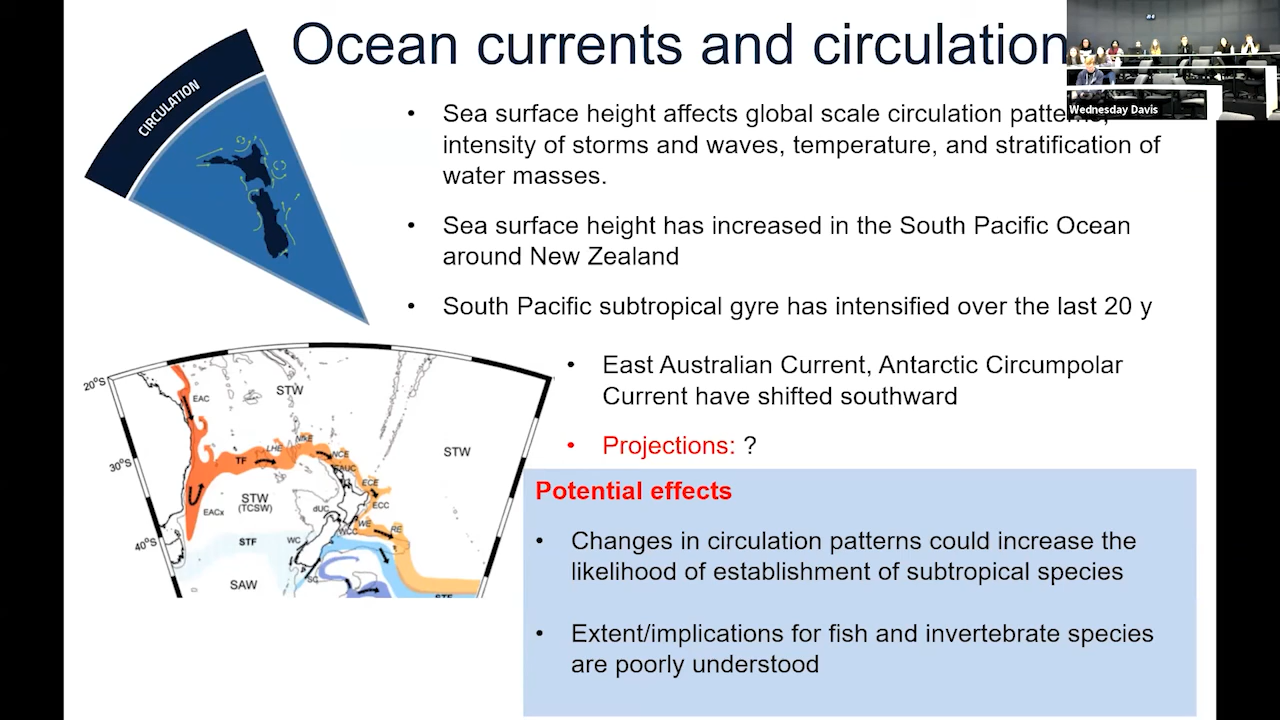 Ocean currents and circulation
Wednesday Davis
CIRCULATION
• Sea surface height affects global scale circulation patterns,
intensity of storms and waves, temperature, and stratification of
water masses.
• Sea surface height has increased in the South Pacific Ocean
around New Zealand
• South Pacific subtropical gyre has intensified over the last 20 y
• East Australian Current, Antarctic Circumpolar
Current have shifted southward
• Projections: ?
Potential effects
• Changes in circulation patterns could increase the
likelihood of establishment of subtropical species
• Extent/implications for fish and invertebrate species
are poorly understood
20°S
30°S
40°S
EAC
STW
STW
LHE
NfkE
TF
NCE
EAUC
ECE
ECC
STW
(TCSW)
EACx
dUC
WE
RE
WCC
STF
WC
SC
SAW
STF